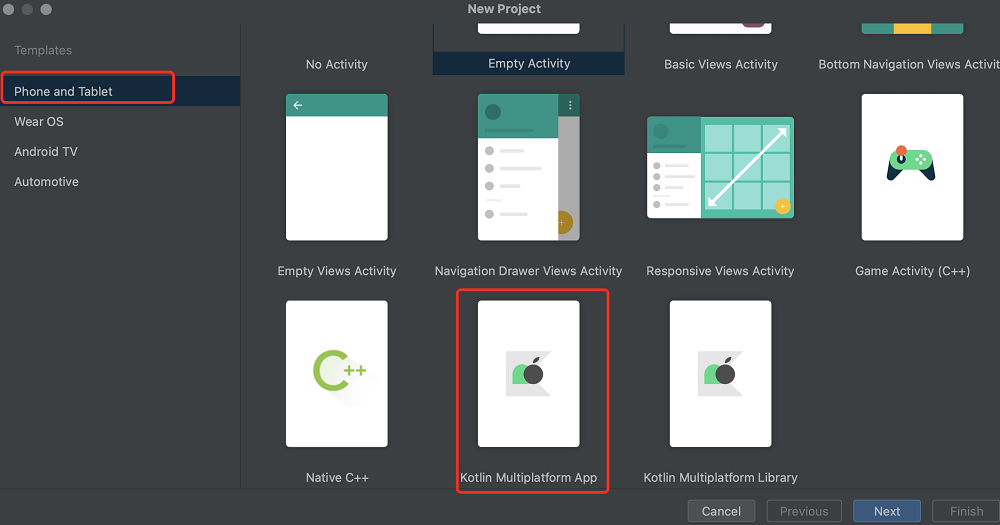 New Project
Templates
Phone and Tablet
Wear OS
Android TV
Automotive
No Activity
Empty Activity
Basic Views Activity
Bottom Navigation Views Activit
Empty Views Activity
Navigation Drawer Views Activity
Responsive Views Activity
Game Activity (C++)
C++
Native C++
Kotlin Multiplatform App
Kotlin Multiplatform Library
Cancel
Previous
Next
Finish